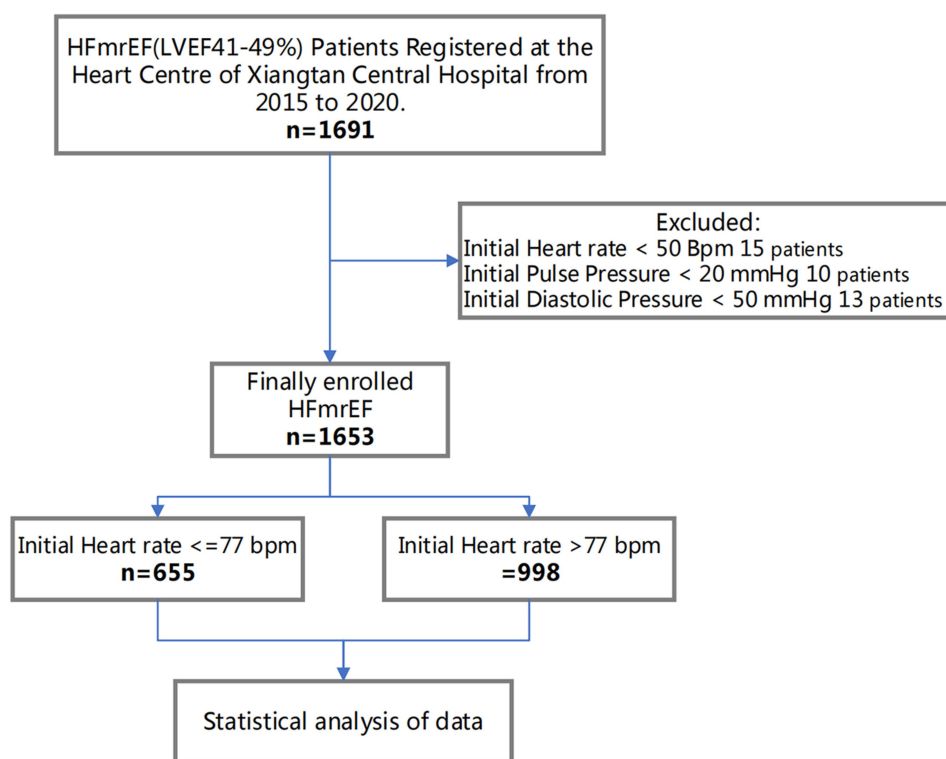 HFmrEF(LVEF41-49%) Patients Registered at the
Heart Centre of Xiangtan Central Hospital from
2015 to 2020.
n=1691
Excluded:
Initial Heart rate < 50 Bpm 15 patients
Initial Pulse Pressure < 20 mmHg 10 patients
Initial Diastolic Pressure < 50 mmHg 13 patients
Finally enrolled
HFmrEF
n=1653
Initial Heart rate <=77 bpm
n=655
Initial Heart rate >77 bpm
=998
Statistical analysis of data